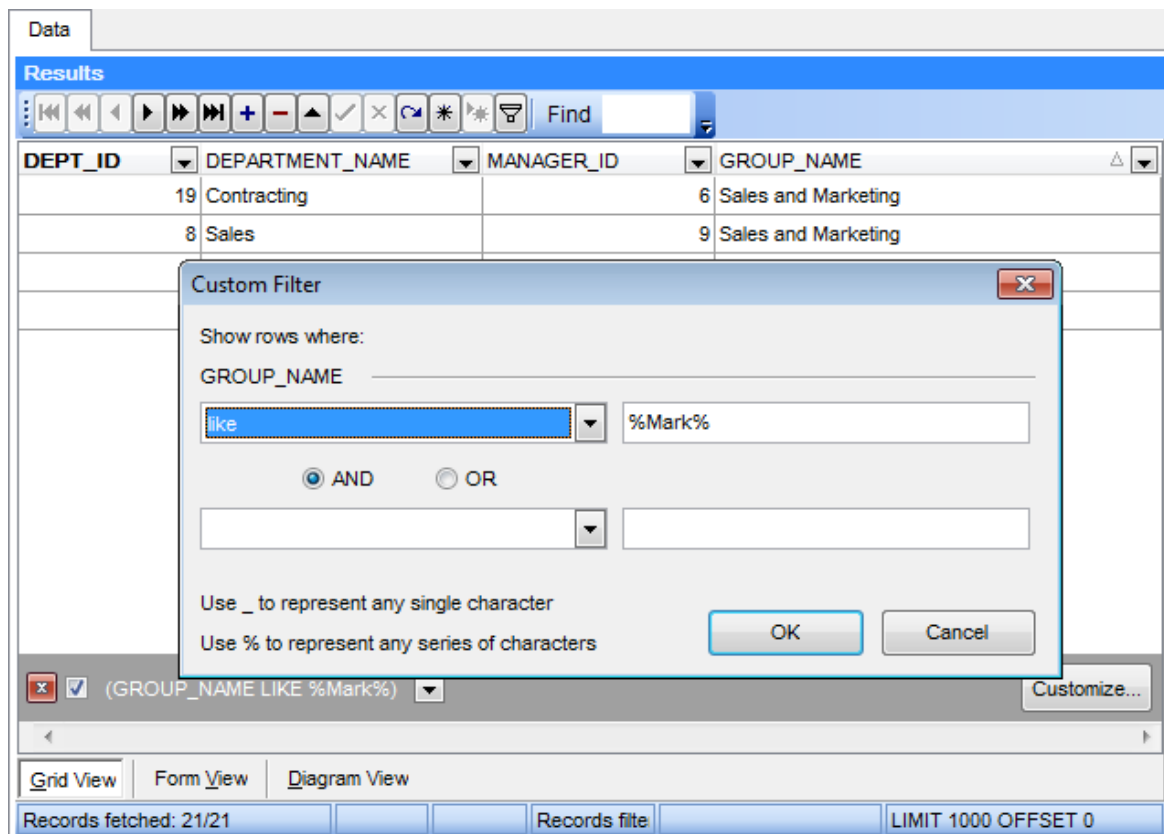 Data
Results
Find
DEPT_ID DEPARTMENT_NAME MANAGER_ID GROUP_NAME
19 Contracting 6 Sales and Marketing
8 Sales 9 Sales and Marketing
Custom Filter
Show rows where:
GROUP_NAME
like %Mark%
AND OR
Use _ to represent any single character
Use % to represent any series of characters
OK Cancel
(GROUP_NAME LIKE %Mark%) Customize...
Grid View Form View Diagram View
Records fetched: 21/21 Records filte LIMIT 1000 OFFSET 0